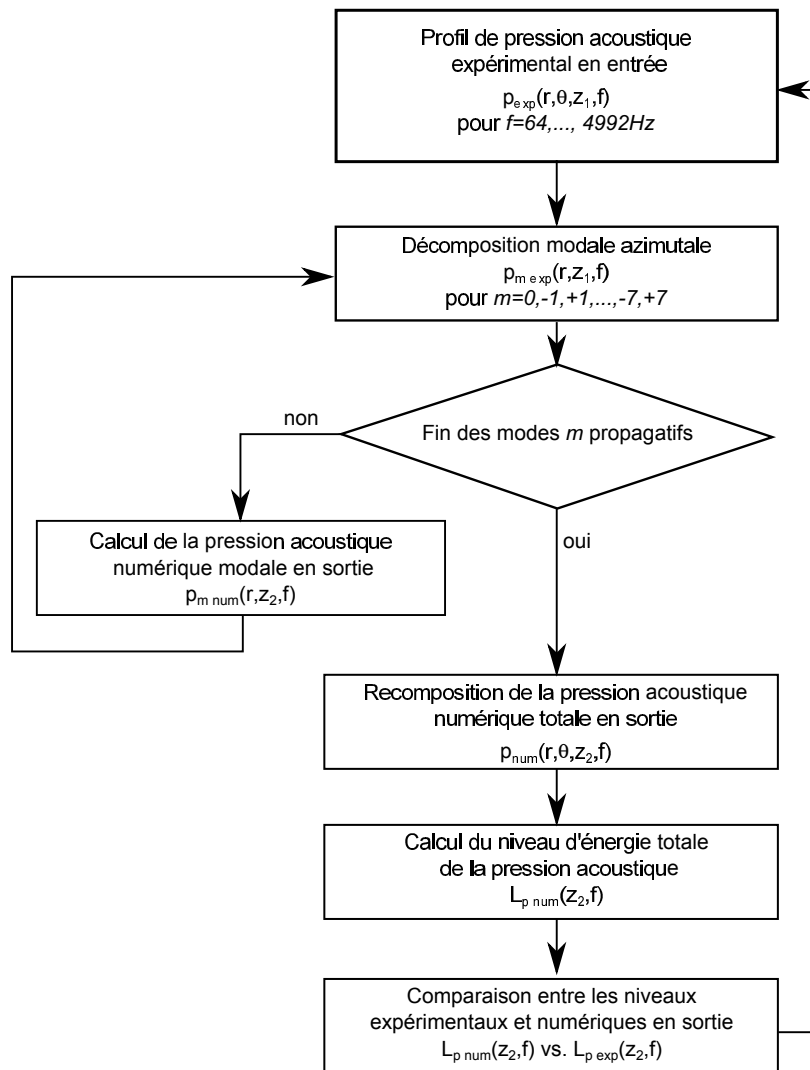 Profil de pression acoustique
expérimental en entrée
p_exp(r,θ,z_1,f)
pour f=64,..., 4992Hz
Décomposition modale azimutale
p_m exp(r,z_1,f)
pour m=0,-1,+1,...,-7,+7
non
Fin des modes m propagatifs
Calcul de la pression acoustique
numérique modale en sortie
p_m num(r,z_2,f)
oui
Recomposition de la pression acoustique
numérique totale en sortie
p_num(r,θ,z_2,f)
Calcul du niveau d'énergie totale
de la pression acoustique
L_p num(z_2,f)
Comparaison entre les niveaux
expérimentaux et numériques en sortie
L_p num(z_2,f) vs. L_p exp(z_2,f)